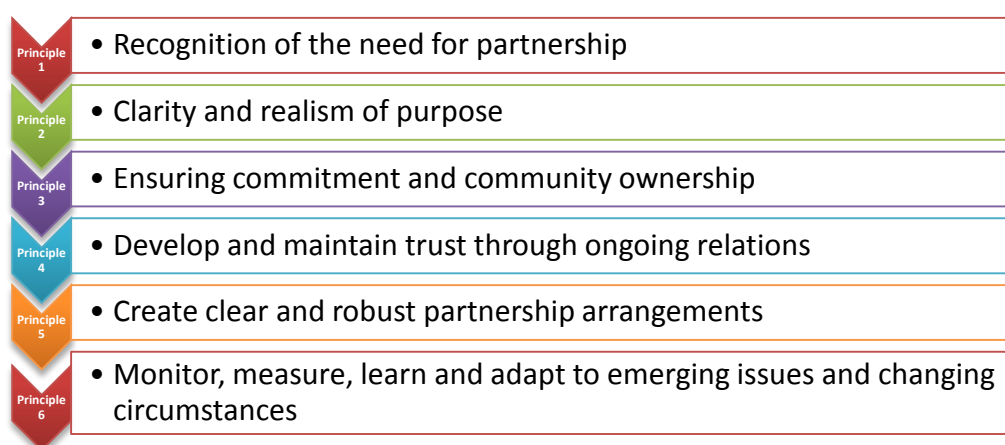 Principle
1
• Recognition of the need for partnership
Principle
2
• Clarity and realism of purpose
Principle
3
• Ensuring commitment and community ownership
Principle
4
• Develop and maintain trust through ongoing relations
Principle
5
• Create clear and robust partnership arrangements
Principle
6
• Monitor, measure, learn and adapt to emerging issues and changing
circumstances